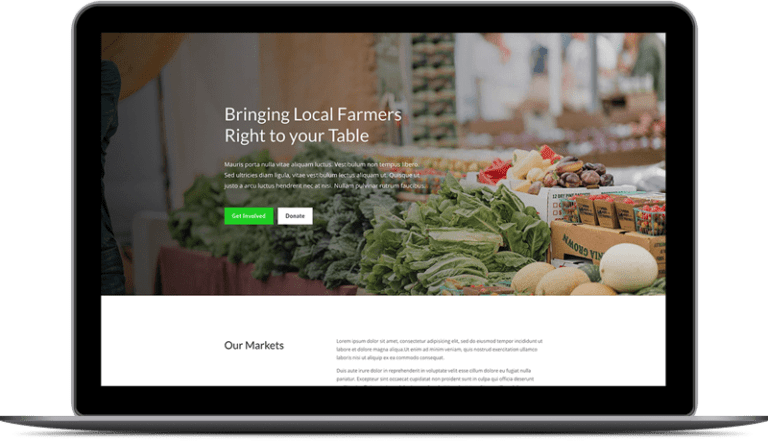 Bringing Local Farmers
Right to your Table
Mauris porta nulla vitae aliquam luctus. Vestibulum non tempus libero.
Sed ultricies diam ligula, vitae vestibulum lectus aliquam ut. Quisque ut
justo a arcu luctus hendrerit nec at nisi. Nullam pulvinar rutrum faucibus.
Get Involved
Donate
GROWN
Our Markets
Lorem ipsum dolor sit amet, consectetur adipisicing elit, sed do eiusmod temper incididunt ut
labore et dolore magna aliqua.Ut enim ad minim veniam, quis nostrud exercitation ullamco
laboris nisi ut aliquip ex ea commodo consequat.
Duis aute irure dolor in reprehenderit in voluptate velit esse cillum dolore eu fugiat nulla
pariatur. Excepteur sint occaecat cupidatat non proident sunt in culpa qui officia deserunt